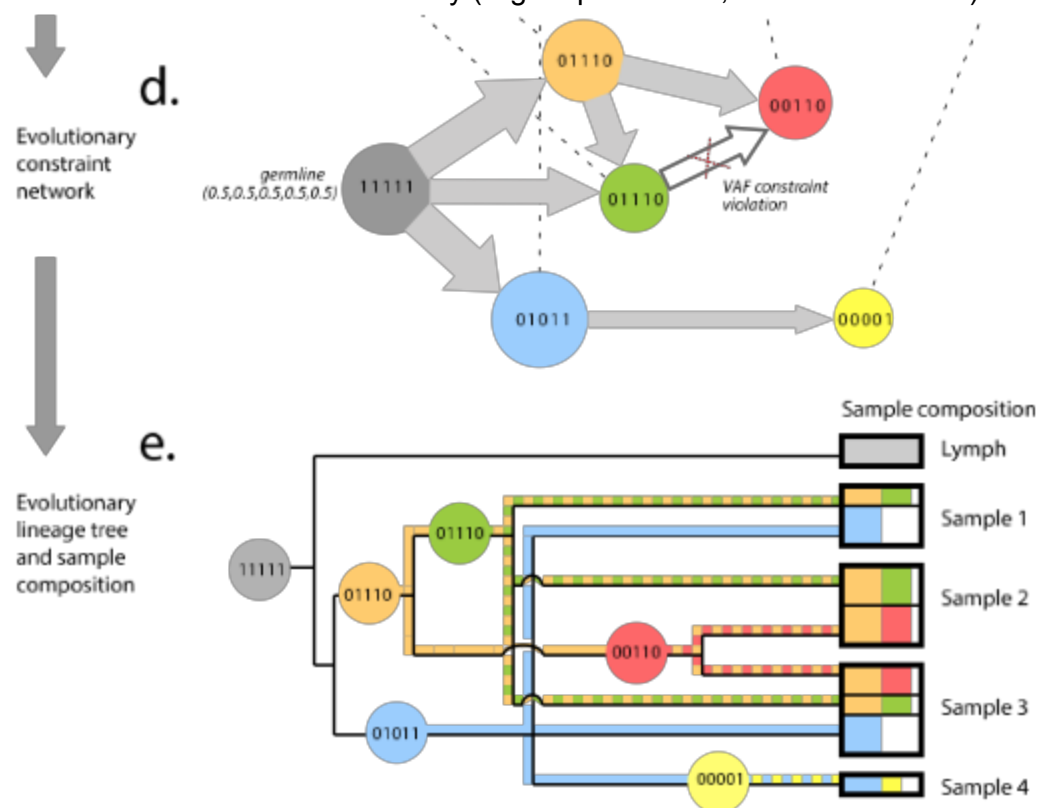 d.
Evolutionary
constraint
network
germline
(0.5,0.5,0.5,0.5,0.5)
11111
01110
00110
01110
VAF constraint
violation
01011
00001
e.
Evolutionary
lineage tree
and sample
composition
Sample composition
Lymph
Sample 1
Sample 2
Sample 3
Sample 4
11111
01110
01110
00110
01011
00001